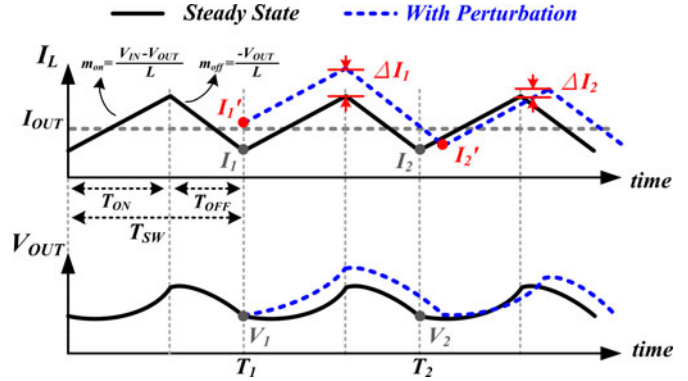 Steady State With Perturbation
I_L
m_on = (V_IN - V_OUT)/L m_off = -V_OUT/L
ΔI_1 ΔI_2
I_1'
I_OUT
I_1 I_2 I_2'
time
T_ON T_OFF
T_SW
V_OUT
V_1 V_2
time
T_1 T_2